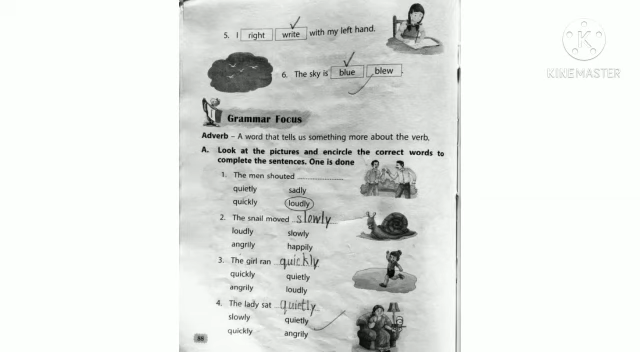 5. I right write with my left hand.
6. The sky is blue blew.
Grammar Focus
Adverb – A word that tells us something more about the verb.
A. Look at the pictures and encircle the correct words to
complete the sentences. One is done
1. The men shouted ................
quietly sadly
quickly loudly
2. The snail moved slowly
loudly slowly
angrily happily
3. The girl ran quickly
quickly quietly
angrily loudly
4. The lady sat quietly
slowly quietly
quickly angrily
K
KINEMASTER